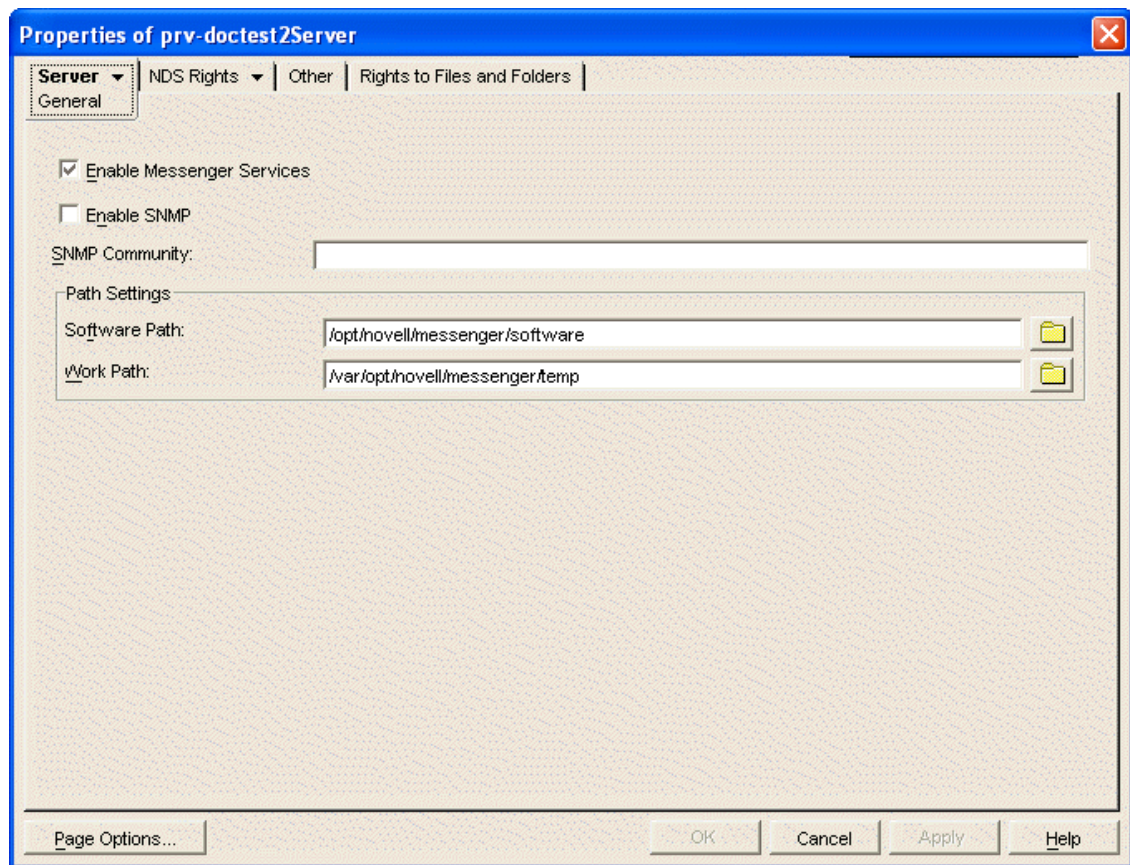 Properties of prv-doctest2Server
Server NDS Rights Other Rights to Files and Folders
General
Enable Messenger Services
Enable SNMP
SNMP Community:
Path Settings
Software Path: /opt/novell/messenger/software
Work Path: /var/opt/novell/messenger/temp
Page Options... OK Cancel Apply Help